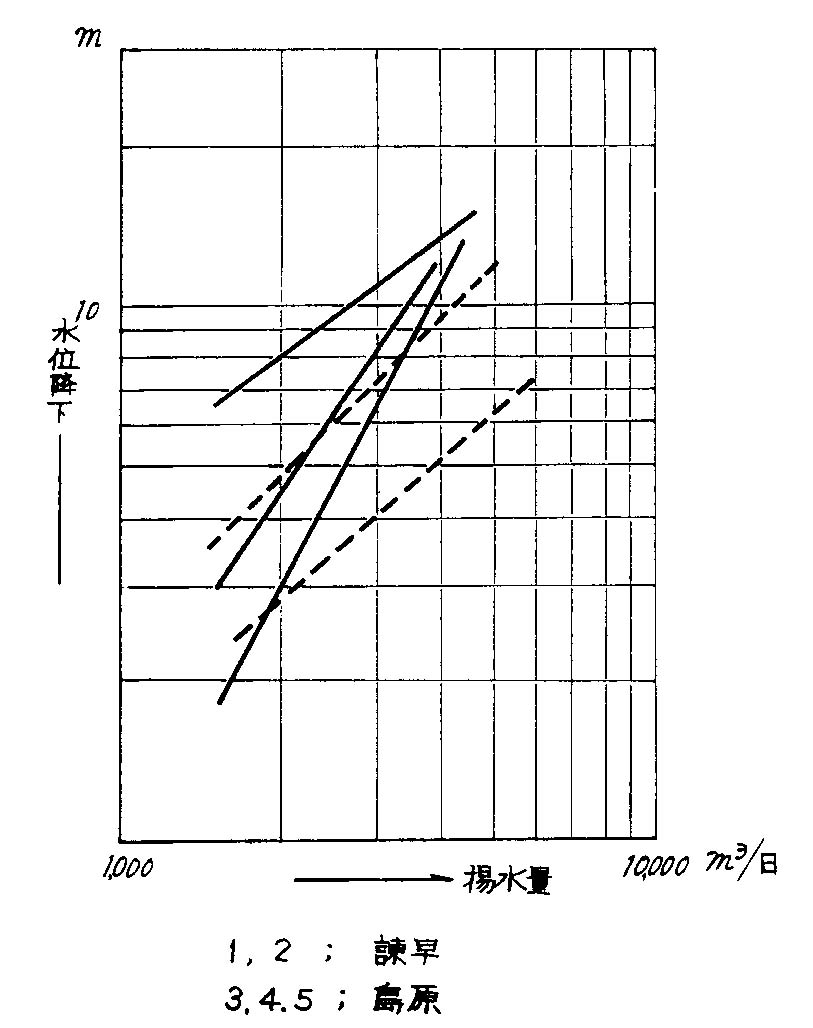 m
10
水位降下
1,000
10,000 m³/日
揚水量
1, 2 ; 諫早
3, 4. 5 ; 島原